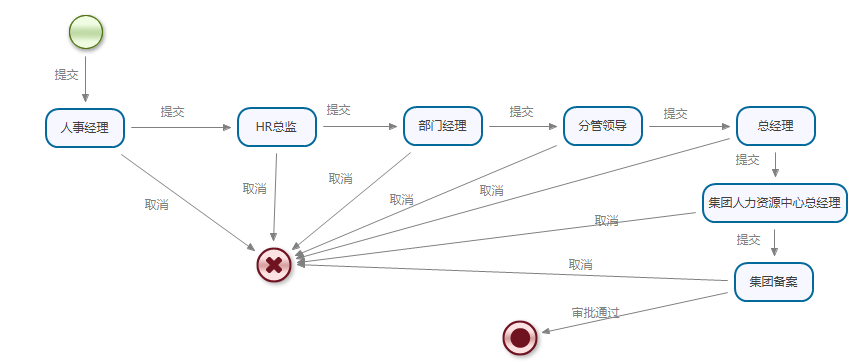 提交
人事经理
提交
HR总监
提交
部门经理
提交
分管领导
提交
总经理
提交
集团人力资源中心总经理
提交
集团备案
取消
取消
取消
取消
取消
取消
取消
审批通过